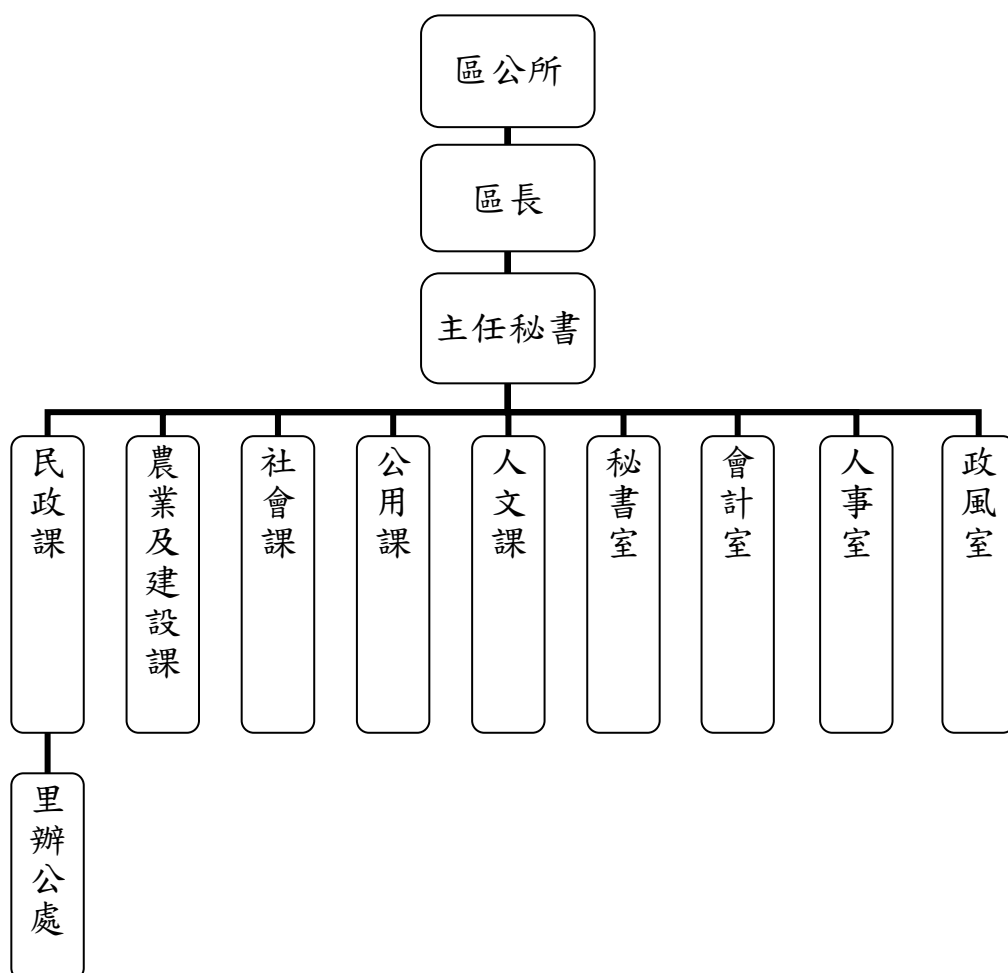 區公所
區長
主任秘書
民政課
農業及建設課
社會課
公用課
人文課
秘書室
會計室
人事室
政風室
里辦公處